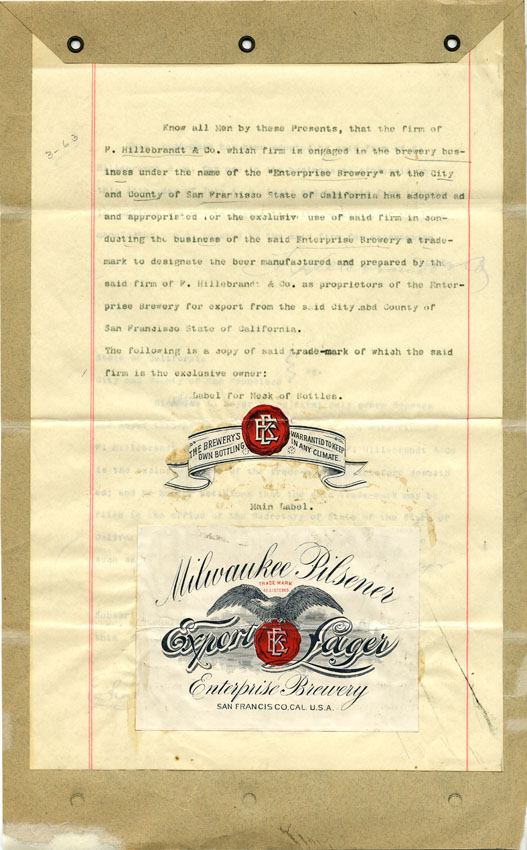 3-63
Know all Men by these Presents, that the firm of
F. Hillebrandt & Co. which firm is engaged in the brewery bus-
iness under the name of the "Enterprise Brewery" at the City
and County of San Francisco State of California has adopted ad
and appropriated for the exclusive use of said firm in con-
ducting the business of the said Enterprise Brewery a trade-
mark to designate the beer manufactured and prepared by the
said firm of F. Hillebrandt & Co. as proprietors of the Enter-
prise Brewery for export from the said City abd County of
San Francisco State of California.
The following is a copy of said trade-mark of which the said
firm is the exclusive owner:
Label for Neck of Bottles.
THE BREWERY'S OWN BOTTLING
WARRANTED TO KEEP IN ANY CLIMATE.
Main Label.
Milwaukee Pilsener
TRADE MARK
REGISTERED
Export Lager
Enterprise Brewery
SAN FRANCISCO, CAL. U.S.A.